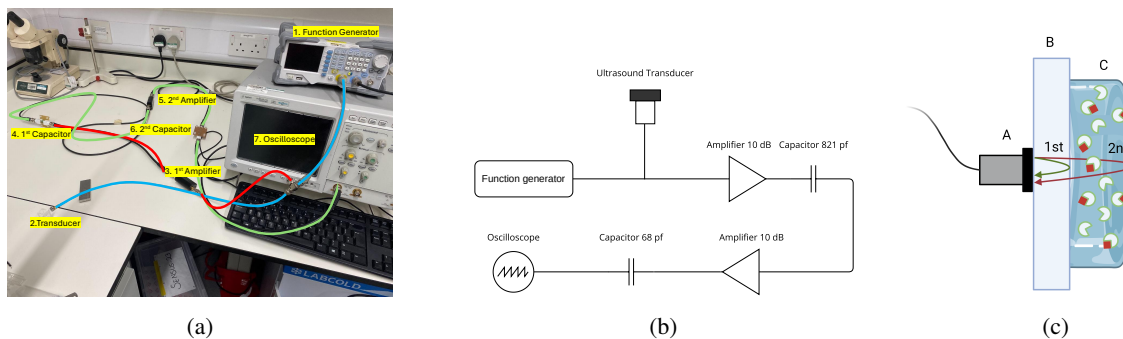 1. Function Generator
5. 2nd Amplifier
4. 1st Capacitor
6. 2nd Capacitor
7. Oscilloscope
3. 1st Amplifier
2.Transducer
LABCOLD
(a)
Ultrasound Transducer
Amplifier 10 dB
Capacitor 821 pf
Function generator
Oscilloscope
Capacitor 68 pf
Amplifier 10 dB
(b)
B
C
A
1st
2n
(c)